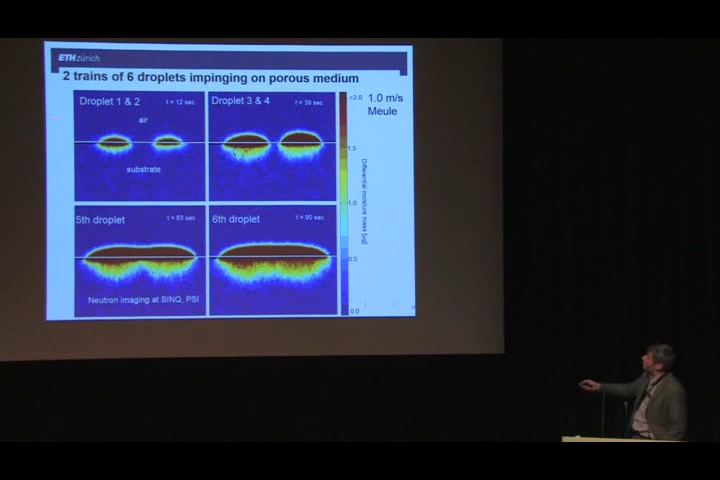 ETHzürich
2 trains of 6 droplets impinging on porous medium
Droplet 1 & 2
t = 12 sec
air
substrate
Droplet 3 & 4
t = 39 sec
5th droplet
t = 63 sec
Neutron imaging at SINQ, PSI
6th droplet
t = 90 sec
>2.0
1.5
1.0
0.5
0.0
Differential moisture mass [µg]
1.0 m/s
Meule